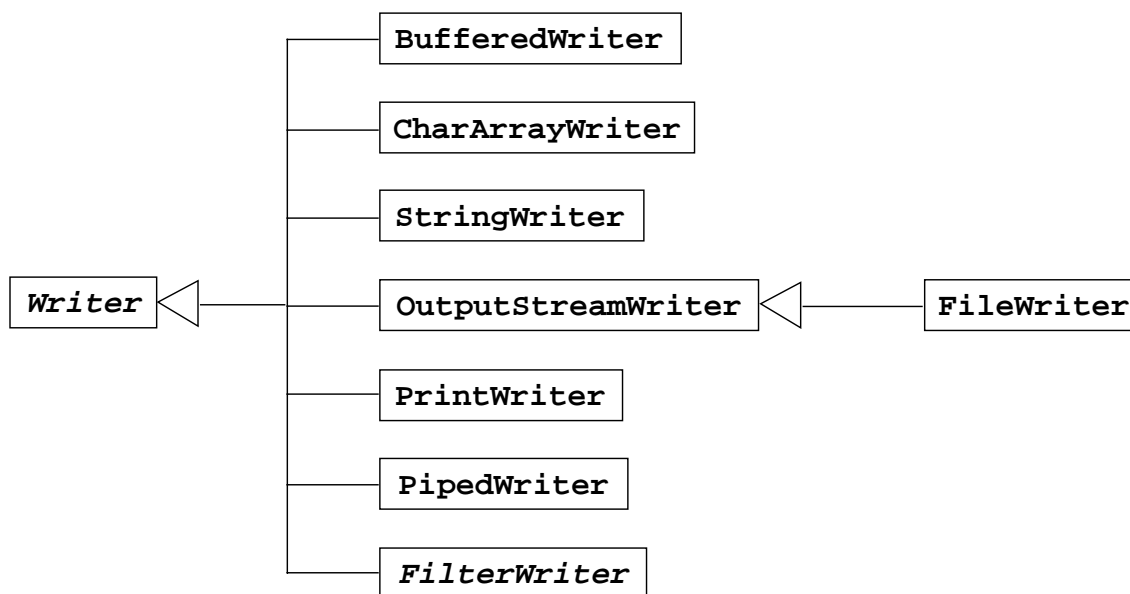 BufferedWriter
CharArrayWriter
StringWriter
Writer
OutputStreamWriter
FileWriter
PrintWriter
PipedWriter
FilterWriter